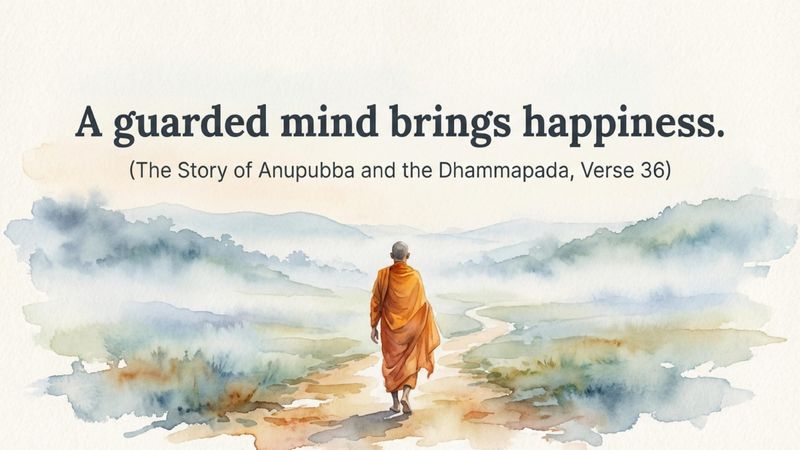 A guarded mind brings happiness.
(The Story of Anupubba and the Dhammapada, Verse 36)